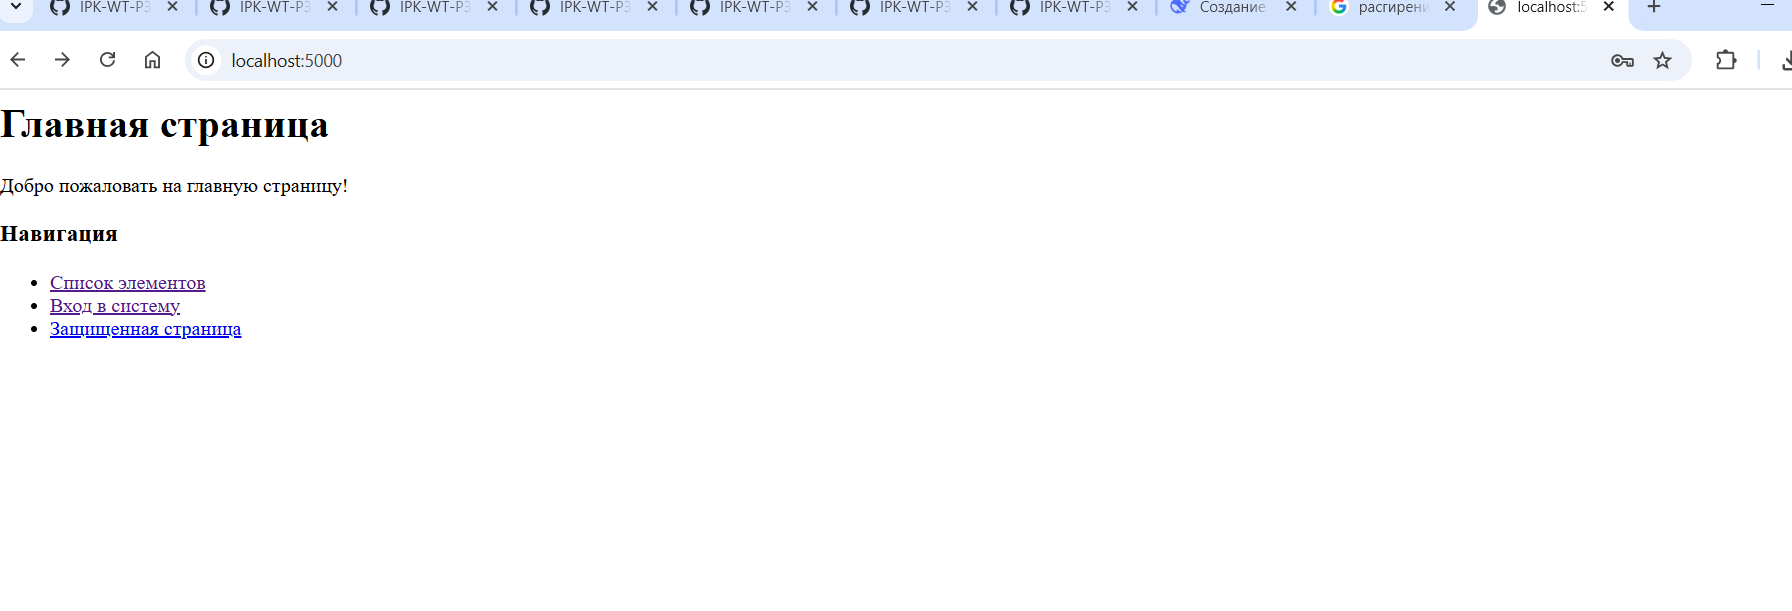 IPK-WT-P3 IPK-WT-P3 IPK-WT-P3 IPK-WT-P3 IPK-WT-P3 IPK-WT-P3 IPK-WT-P3 Создание расгирени localhost:5
localhost:5000
Главная страница
Добро пожаловать на главную страницу!
Навигация
Список элементов
Вход в систему
Защищенная страница